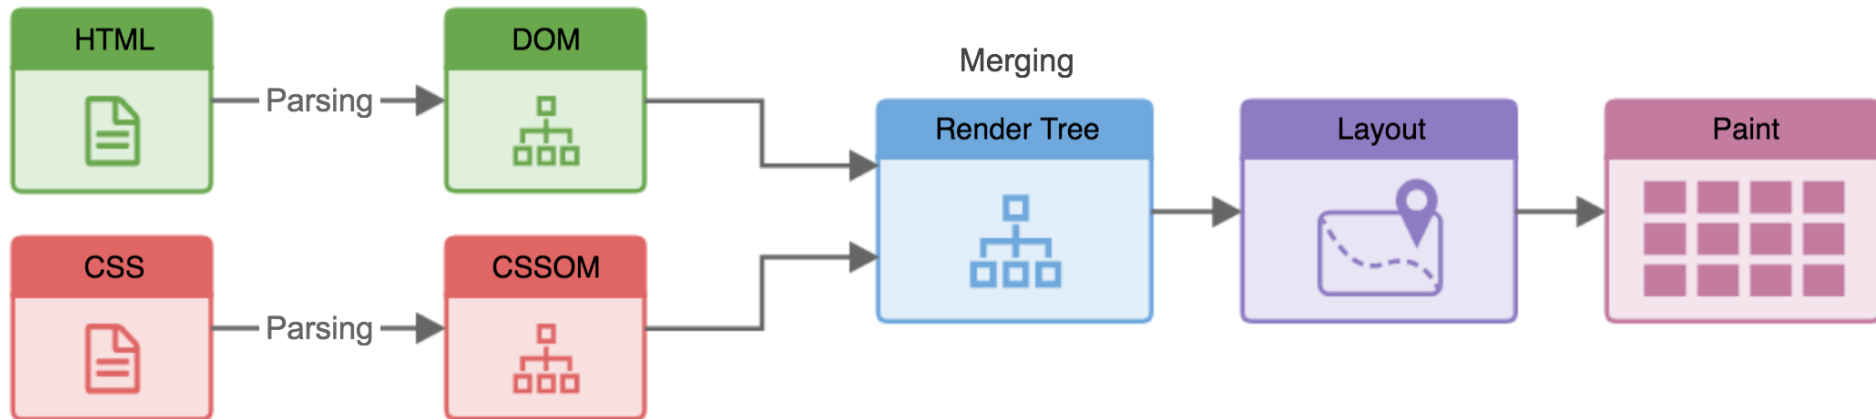 HTML
Parsing
DOM
Merging
Render Tree
Layout
Paint
CSS
Parsing
CSSOM